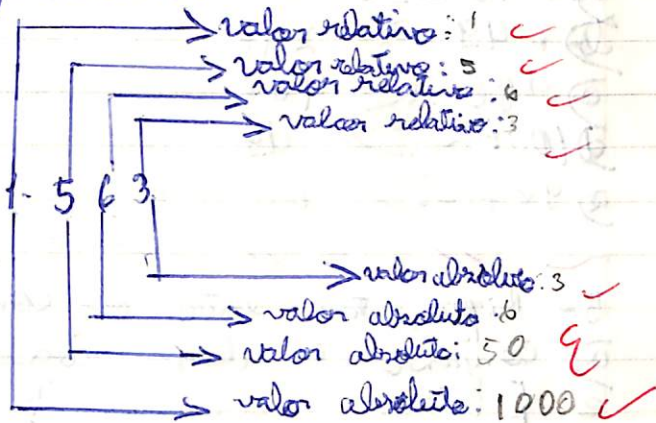 valor relativo: 1
valor relativo: 5
valor relativo: 6
valor relativo: 3
1 5 6 3
valor absoluto: 3
valor absoluto: 6
valor absoluto: 50
valor absoluto: 1000